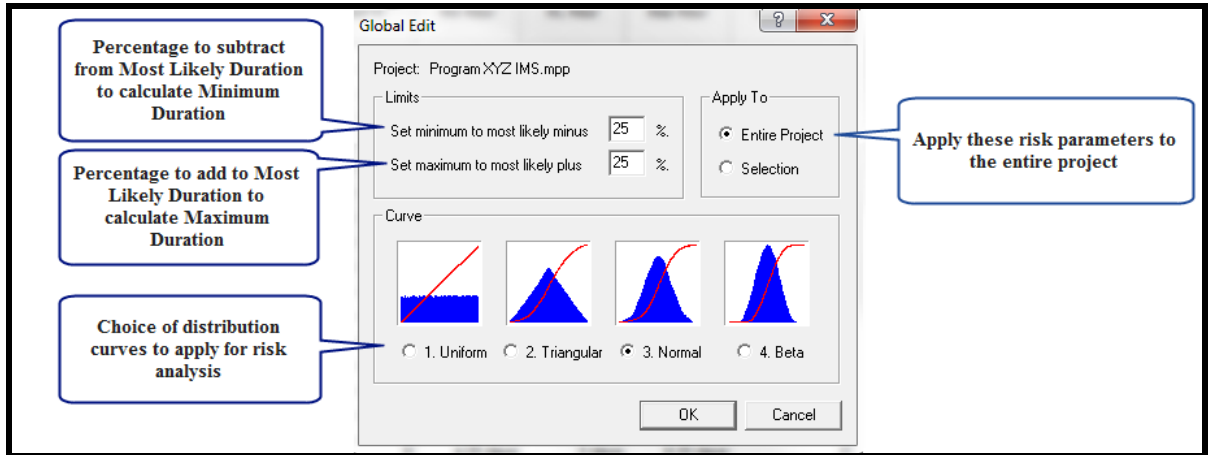 Percentage to subtract
from Most Likely Duration
to calculate Minimum
Duration
Percentage to add to Most
Likely Duration to
calculate Maximum
Duration
Choice of distribution
curves to apply for risk
analysis
Global Edit
Project: Program XYZ IMS.mpp
Limits
Set minimum to most likely minus 25 %.
Set maximum to most likely plus 25 %.
Apply To
Entire Project
Selection
Curve
1. Uniform 2. Triangular 3. Normal 4. Beta
OK Cancel
Apply these risk parameters to
the entire project